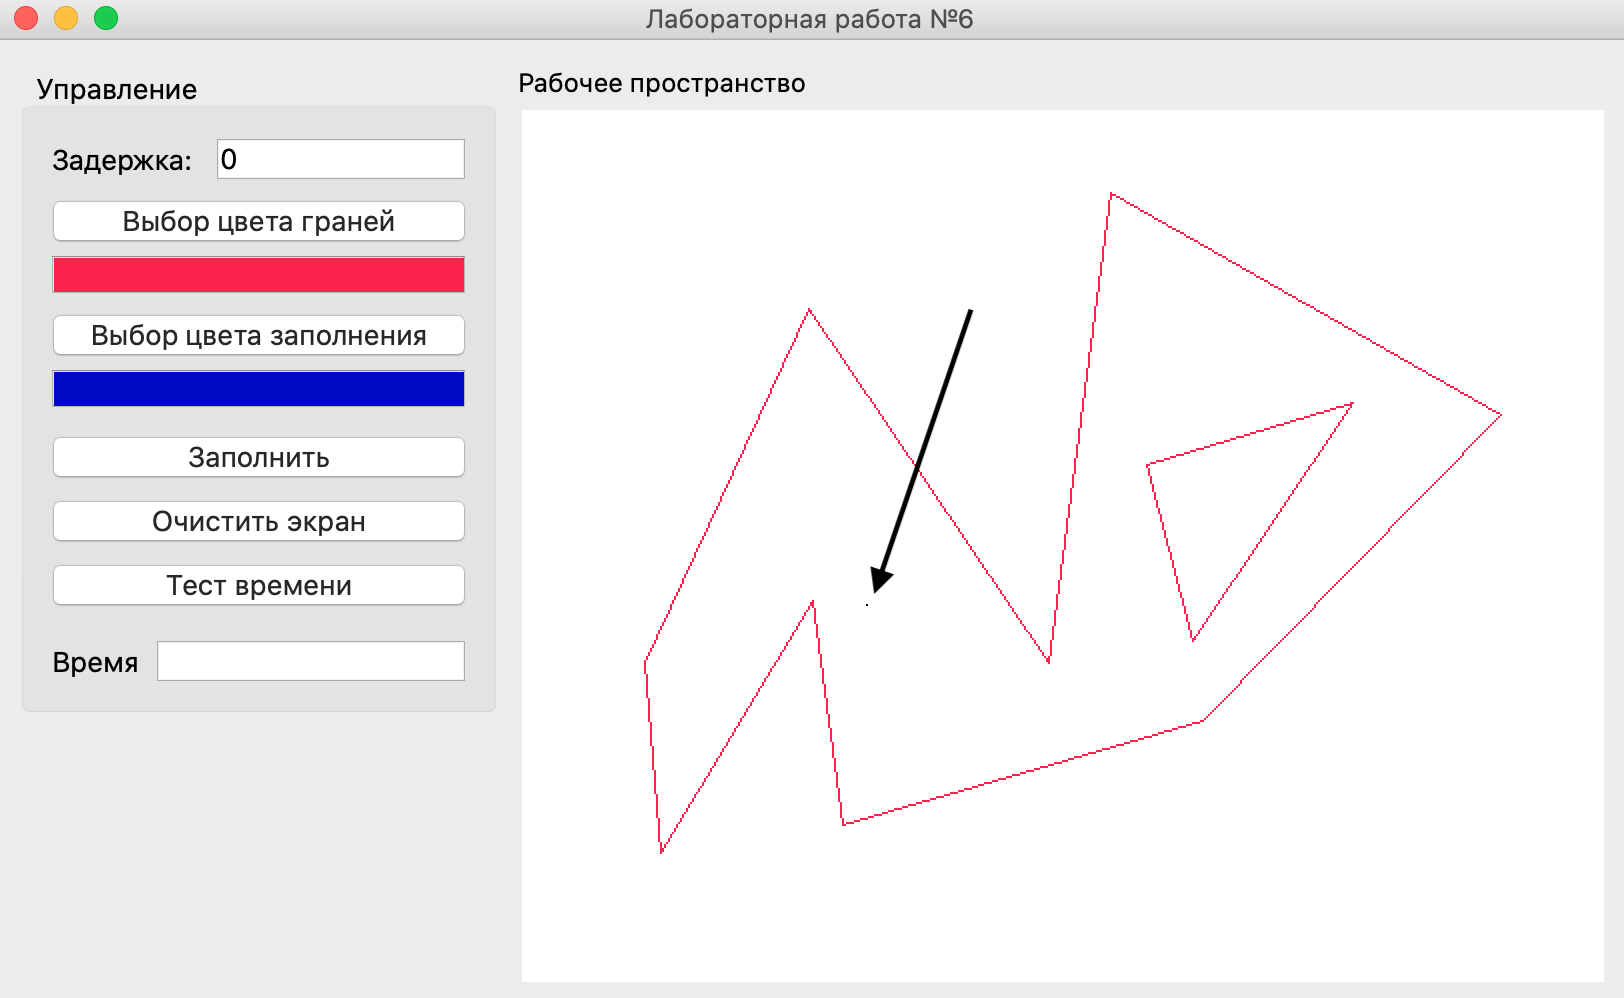 Лабораторная работа №6
Управление
Задержка: 0
Выбор цвета граней
Выбор цвета заполнения
Заполнить
Очистить экран
Тест времени
Время
Рабочее пространство